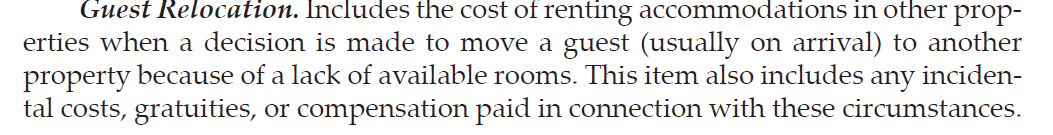 Guest Relocation. Includes the cost of renting accommodations in other prop-
erties when a decision is made to move a guest (usually on arrival) to another
property because of a lack of available rooms. This item also includes any inciden-
tal costs, gratuities, or compensation paid in connection with these circumstances.